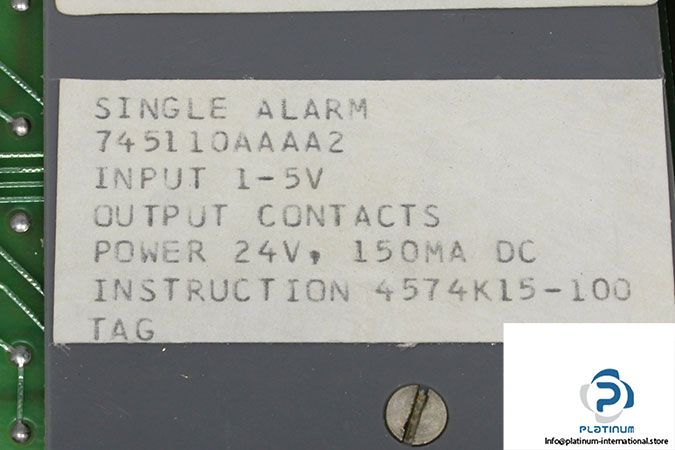 SINGLE ALARM
745110AAAA2
INPUT 1-5V
OUTPUT CONTACTS
POWER 24V, 150MA DC
INSTRUCTION 4574K15-100
TAG
PLATINUM
Info@platinum-international.store